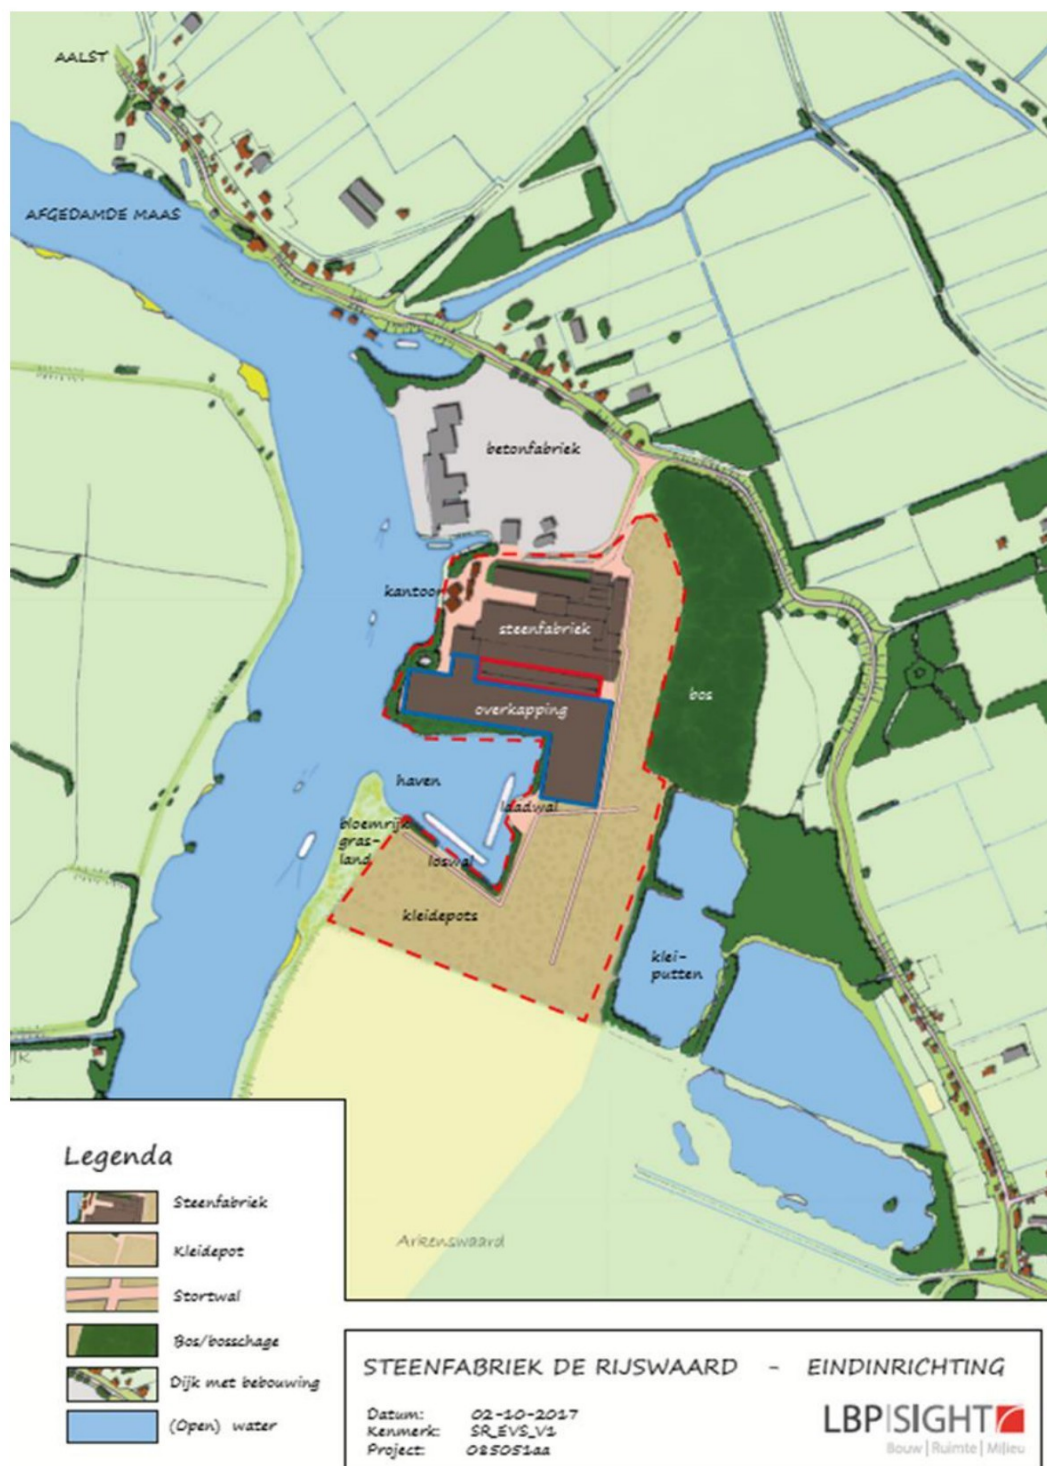 AALST
AFGEDAMDE MAAS
betonfabriek
kantoor
steenfabriek
bos
overkapping
haven
laadwal
bloemrijk
gras-
land
loswal
kleidepots
klei-
putten
Arkenswaard
Legenda
Steenfabriek
Kleidepot
Stortwal
Bos/bosschage
Dijk met bebouwing
(Open) water
STEENFABRIEK DE RIJSWAARD - EINDINRICHTING
Datum: 02-10-2017
Kenmerk: SR_EVS_V1
Project: 085051aa
LBP|SIGHT
Bouw | Ruimte | Milieu